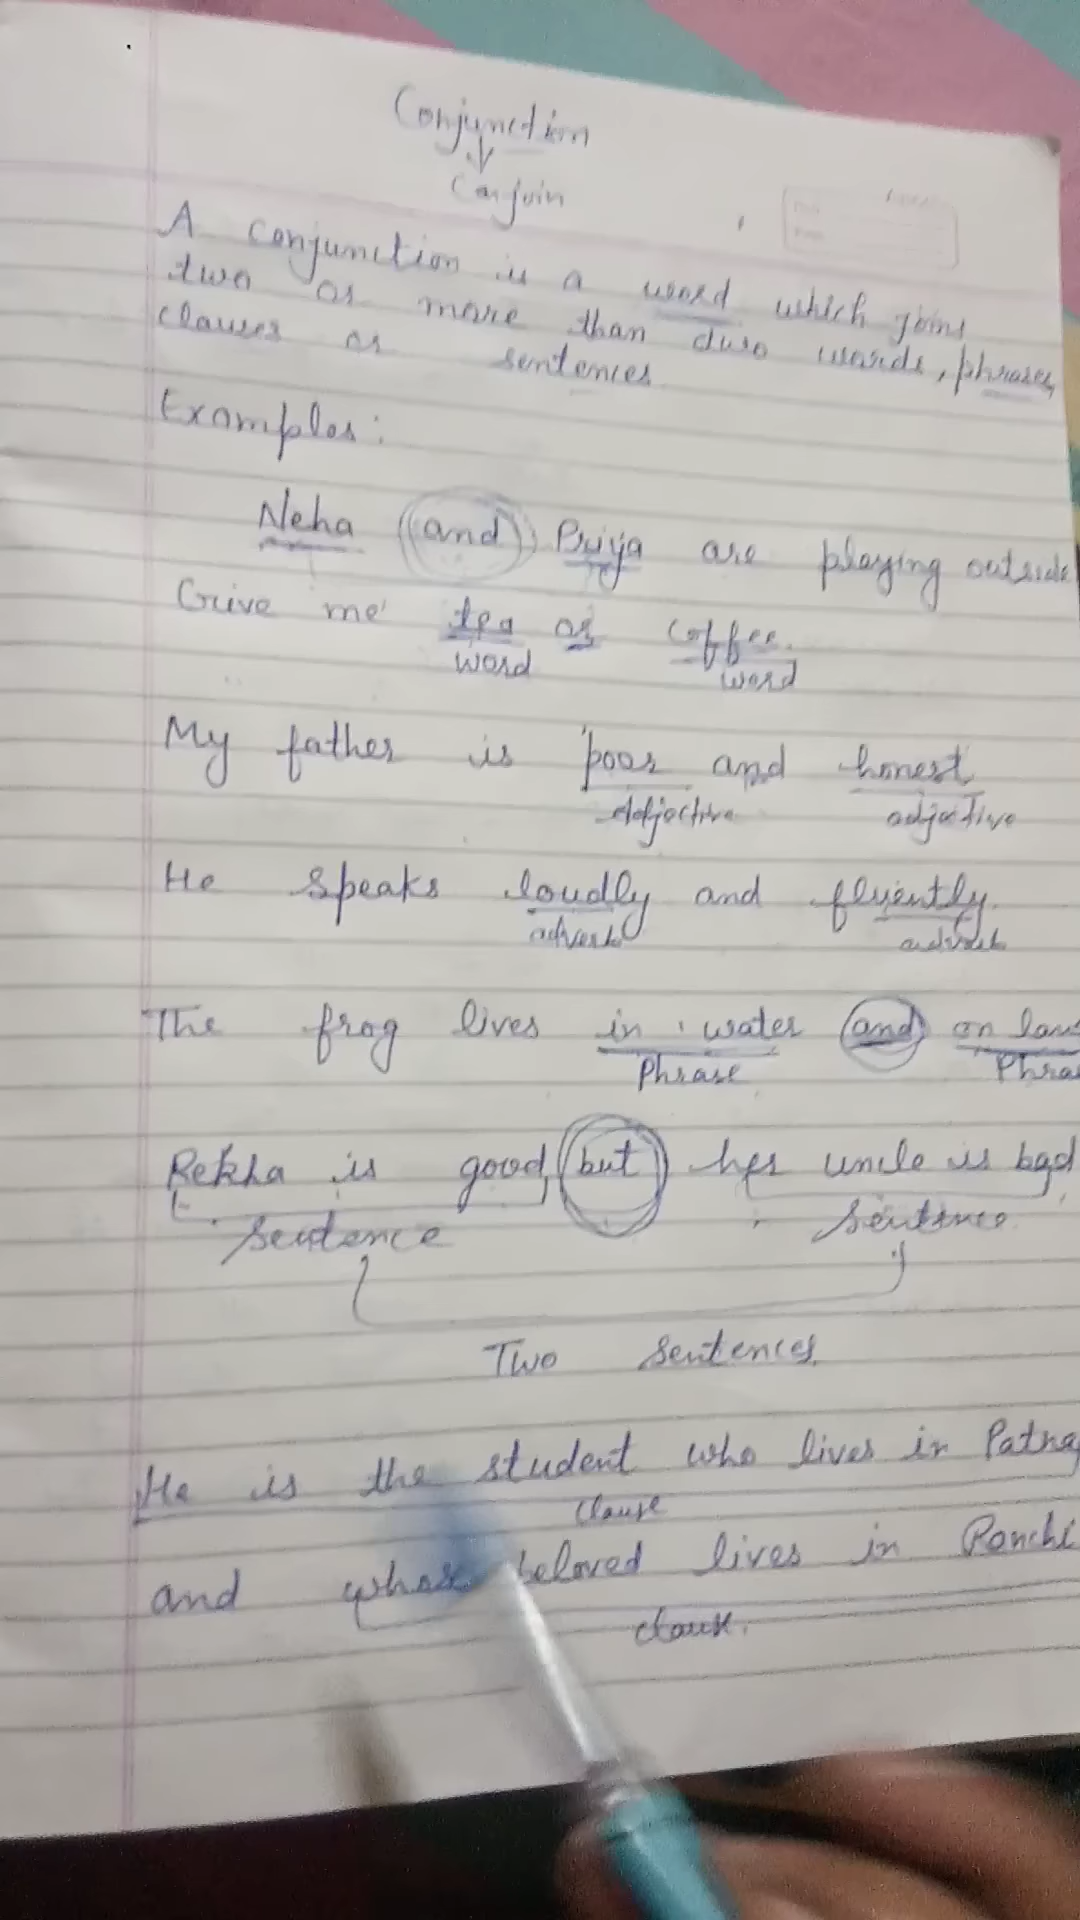 Conjunction
Conjoin
A conjunction is a word which joins
two or more than two words, phrases,
clauses or sentences
Examples:
Neha and Priya are playing outside
Give me tea or coffee.
word word
My father is poor and honest
adjective adjective
He speaks loudly and fluently.
adverb adverb
The frog lives in water and on land
Phrase Phra
Rekha is good but her uncle is bad
sentence sentence
Two sentences.
He is the student who lives in Patna
clause
and whose beloved lives in Ranchi
clause.